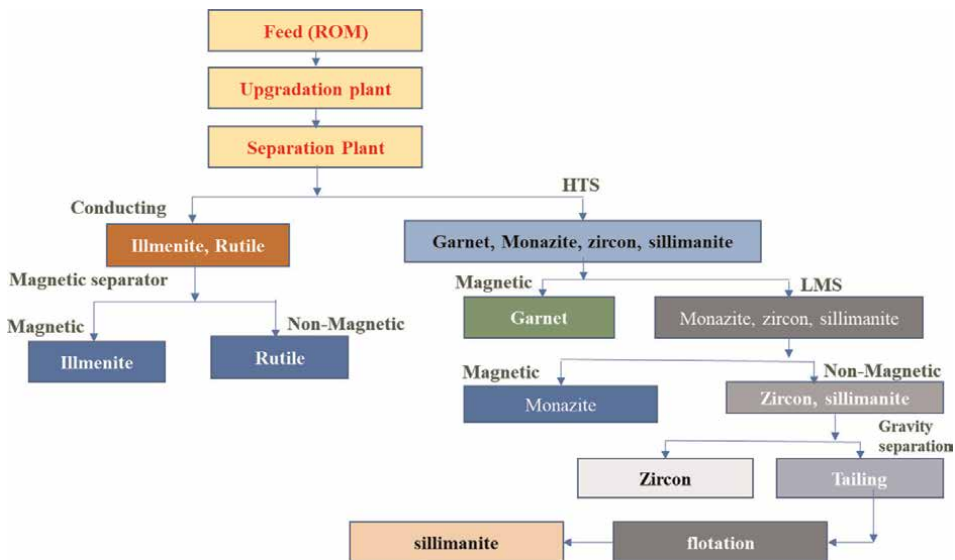 Feed (ROM)
Upgradation plant
Separation Plant
HTS
Conducting
Illmenite, Rutile
Garnet, Monazite, zircon, sillimanite
Magnetic separator
Magnetic
LMS
Magnetic
Non-Magnetic
Garnet
Monazite, zircon, sillimanite
Illmenite
Rutile
Magnetic
Non-Magnetic
Monazite
Zircon, sillimanite
Gravity
separation
Zircon
Tailing
sillimanite
flotation